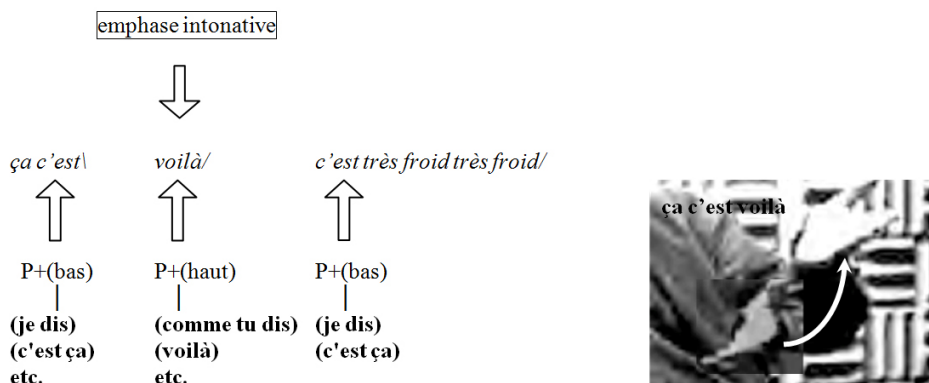 emphase intonative
ça c'est\ voilà/ c'est très froid très froid/
ça c'est voilà
P+(bas) P+(haut) P+(bas)
(je dis) (comme tu dis) (je dis)
(c'est ça) (voilà) (c'est ça)
etc. etc.